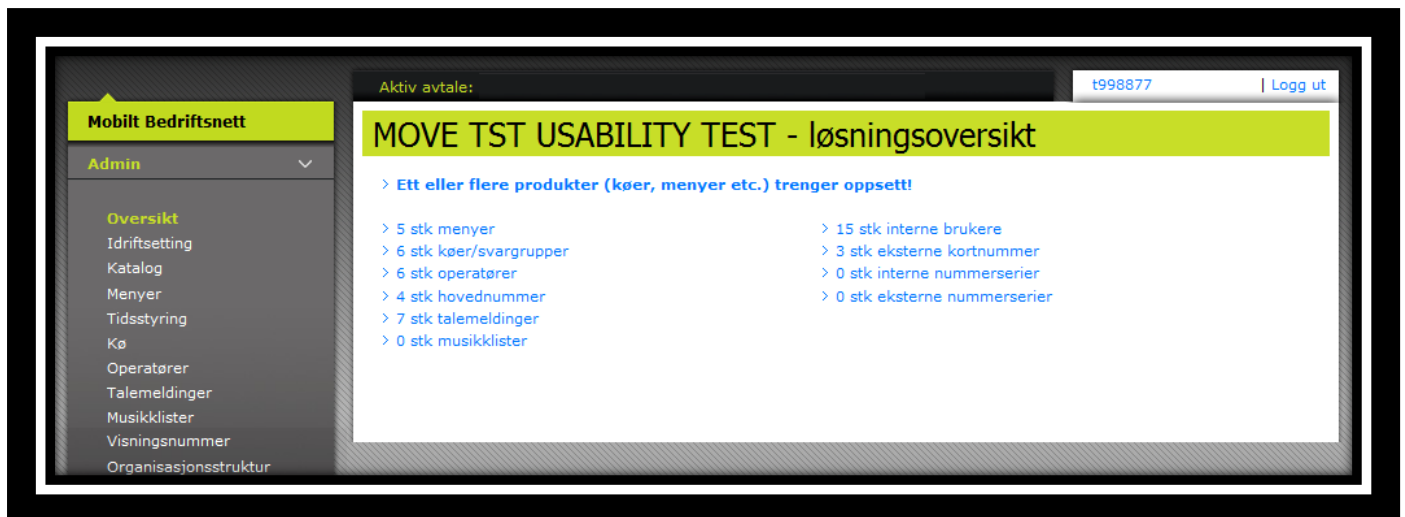 Aktiv avtale:
t998877 | Logg ut
Mobilt Bedriftsnett
Admin
Oversikt
Idriftsetting
Katalog
Menyer
Tidsstyring
Kø
Operatører
Talemeldinger
Musikklister
Visningsnummer
Organisasjonsstruktur
MOVE TST USABILITY TEST - løsningsoversikt
> Ett eller flere produkter (køer, menyer etc.) trenger oppsett!
> 5 stk menyer
> 6 stk køer/svargrupper
> 6 stk operatører
> 4 stk hovednummer
> 7 stk talemeldinger
> 0 stk musikklister
> 15 stk interne brukere
> 3 stk eksterne kortnummer
> 0 stk interne nummerserier
> 0 stk eksterne nummerserier